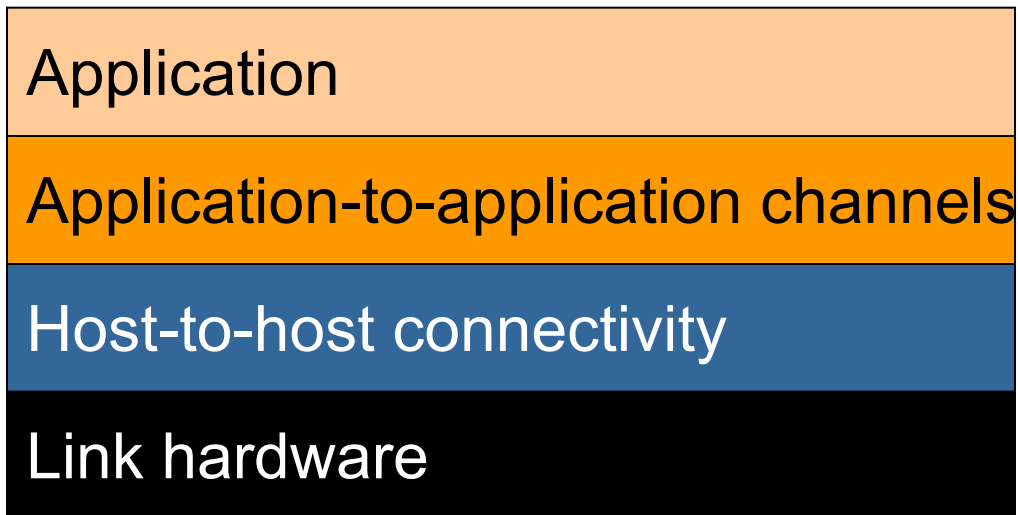 Application
Application-to-application channels
Host-to-host connectivity
Link hardware